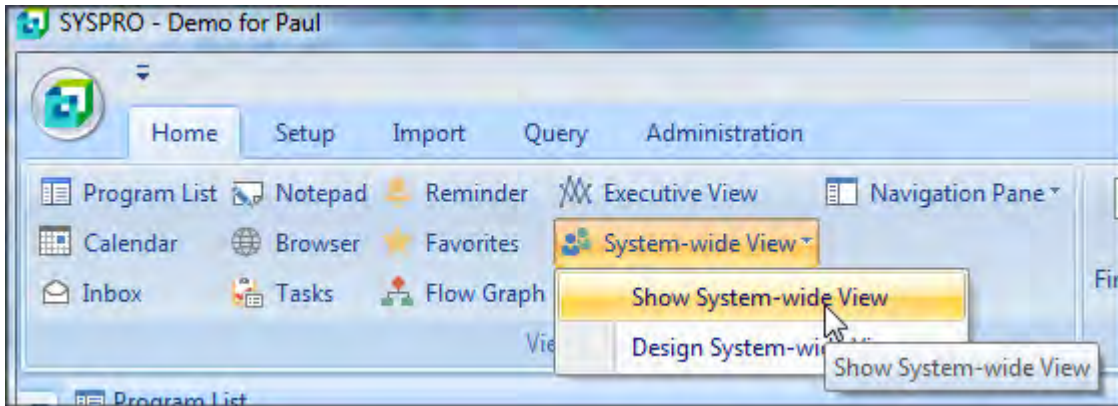 SYSPRO - Demo for Paul
Home Setup Import Query Administration
Program List Notepad Reminder Executive View Navigation Pane
Calendar Browser Favorites System-wide View
Inbox Tasks Flow Graph
Show System-wide View
Design System-wi
Show System-wide View
Program List